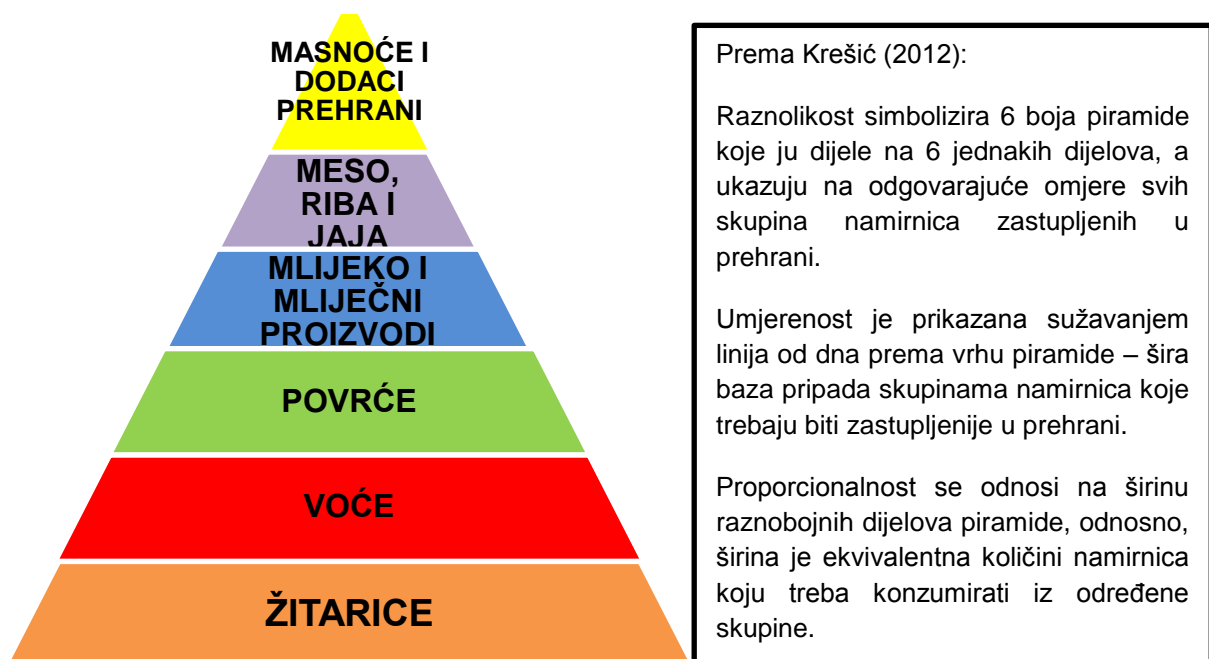 MASNOĆE I
DODACI
PREHRANI
MESO,
RIBA I
JAJA
MLIJEKO I
MLIJEČNI
PROIZVODI
POVRĆE
VOĆE
ŽITARICE
Prema Krešić (2012):
Raznolikost simbolizira 6 boja piramide
koje ju dijele na 6 jednakih dijelova, a
ukazuju na odgovarajuće omjere svih
skupina namirnica zastupljenih u
prehrani.
Umjerenost je prikazana sužavanjem
linija od dna prema vrhu piramide – šira
baza pripada skupinama namirnica koje
trebaju biti zastupljenije u prehrani.
Proporcionalnost se odnosi na širinu
raznobojnih dijelova piramide, odnosno,
širina je ekvivalentna količini namirnica
koju treba konzumirati iz određene
skupine.